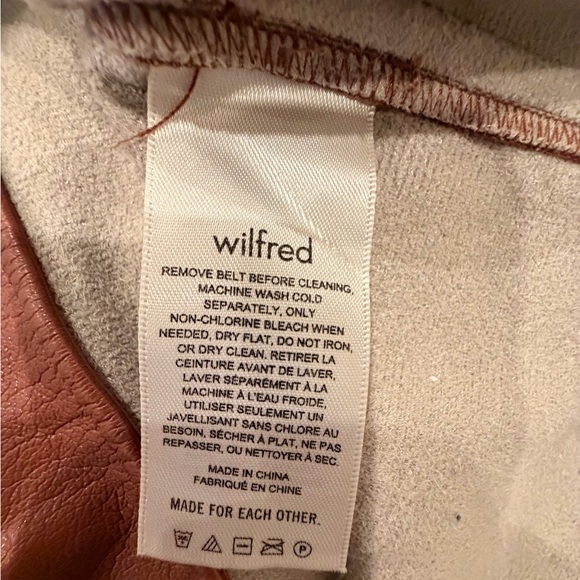 wilfred
REMOVE BELT BEFORE CLEANING.
MACHINE WASH COLD
SEPARATELY, ONLY
NON-CHLORINE BLEACH WHEN
NEEDED, DRY FLAT, DO NOT IRON,
OR DRY CLEAN. RETIRER LA
CEINTURE AVANT DE LAVER,
LAVER SÉPARÉMENT À LA
MACHINE À L'EAU FROIDE,
UTILISER SEULEMENT UN
JAVELLISANT SANS CHLORE AU
BESOIN, SÉCHER À PLAT, NE PAS
REPASSER, OU NETTOYER À SEC.
MADE IN CHINA
FABRIQUÉ EN CHINE
MADE FOR EACH OTHER.
P